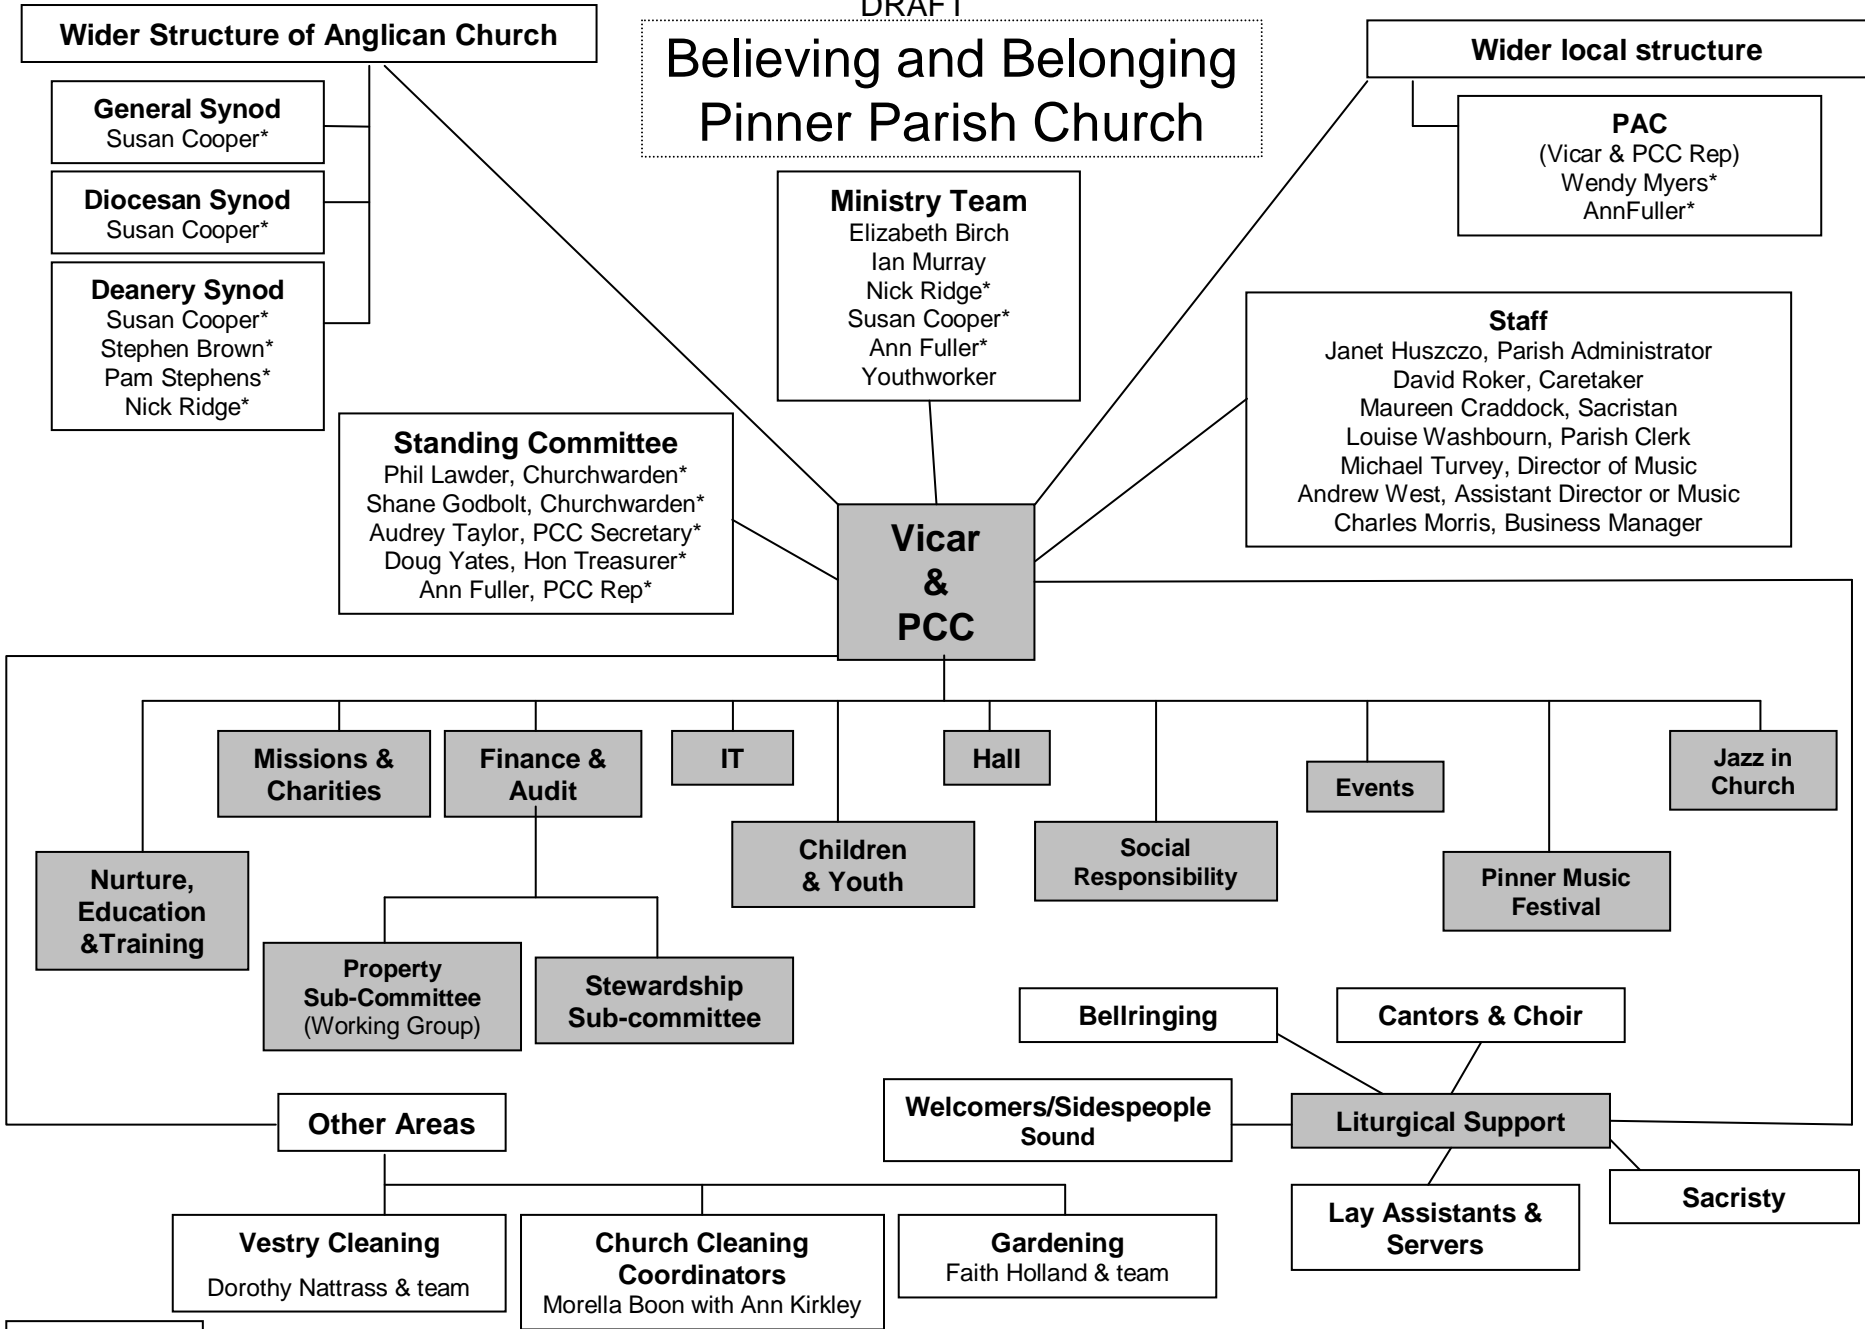 DRAFT
Believing and Belonging
Pinner Parish Church
Wider Structure of Anglican Church
General Synod
Susan Cooper*
Diocesan Synod
Susan Cooper*
Deanery Synod
Susan Cooper*
Stephen Brown*
Pam Stephens*
Nick Ridge*
Wider local structure
PAC
(Vicar & PCC Rep)
Wendy Myers*
AnnFuller*
Ministry Team
Elizabeth Birch
Ian Murray
Nick Ridge*
Susan Cooper*
Ann Fuller*
Youthworker
Staff
Janet Huszczo, Parish Administrator
David Roker, Caretaker
Maureen Craddock, Sacristan
Louise Washbourn, Parish Clerk
Michael Turvey, Director of Music
Andrew West, Assistant Director or Music
Charles Morris, Business Manager
Standing Committee
Phil Lawder, Churchwarden*
Shane Godbolt, Churchwarden*
Audrey Taylor, PCC Secretary*
Doug Yates, Hon Treasurer*
Ann Fuller, PCC Rep*
Vicar
&
PCC
Missions &
Charities
Finance &
Audit
IT
Hall
Events
Jazz in
Church
Nurture,
Education
&Training
Children
& Youth
Social
Responsibility
Pinner Music
Festival
Property
Sub-Committee
(Working Group)
Stewardship
Sub-committee
Bellringing
Cantors & Choir
Welcomers/Sidespeople
Sound
Liturgical Support
Lay Assistants &
Servers
Sacristy
Other Areas
Vestry Cleaning
Dorothy Nattrass & team
Church Cleaning
Coordinators
Morella Boon with Ann Kirkley
Gardening
Faith Holland & team